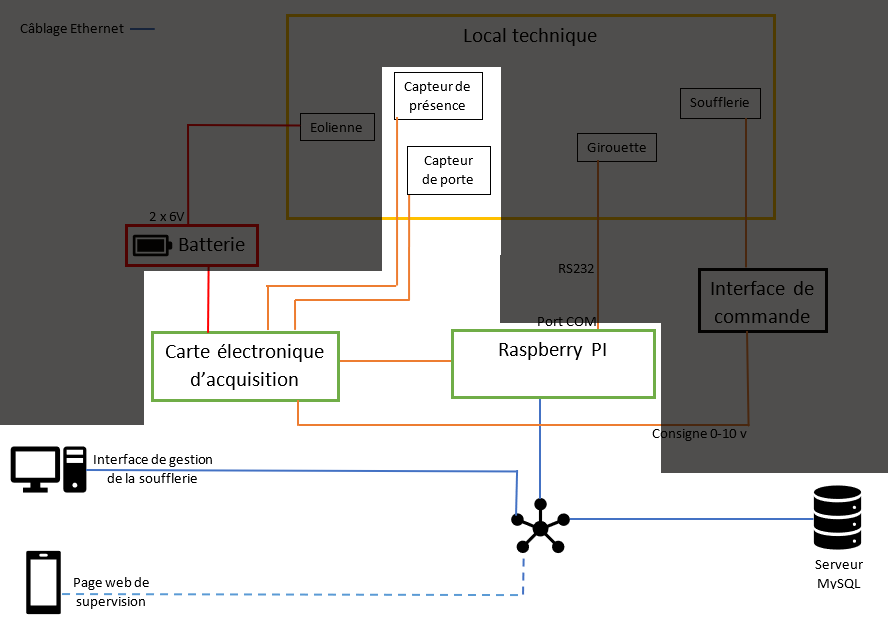 Câblage Ethernet
Local technique
Capteur de
présence
Soufflerie
Eolienne
Girouette
Capteur
de porte
2 x 6V
Batterie
RS232
Interface de
commande
Port COM
Carte électronique
d’acquisition
Raspberry PI
Consigne 0-10 v
Interface de gestion
de la soufflerie
Serveur
MySQL
Page web de
supervision